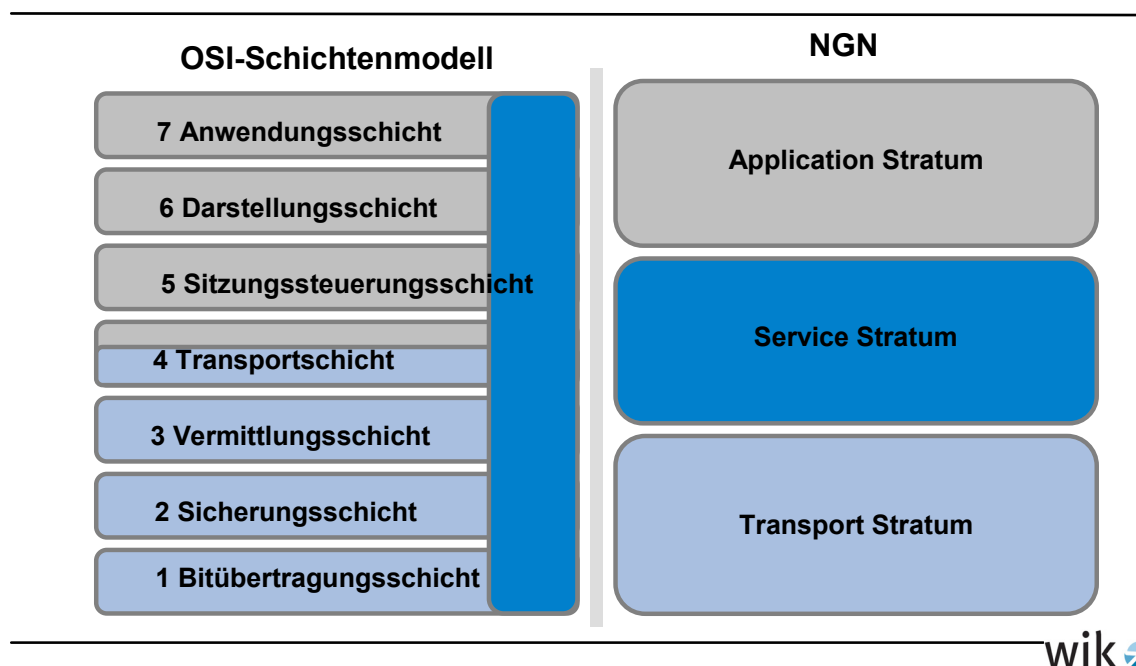 OSI-Schichtenmodell
7 Anwendungsschicht
6 Darstellungsschicht
5 Sitzungssteuerungsschicht
4 Transportschicht
3 Vermittlungsschicht
2 Sicherungsschicht
1 Bitübertragungsschicht
NGN
Application Stratum
Service Stratum
Transport Stratum
wik